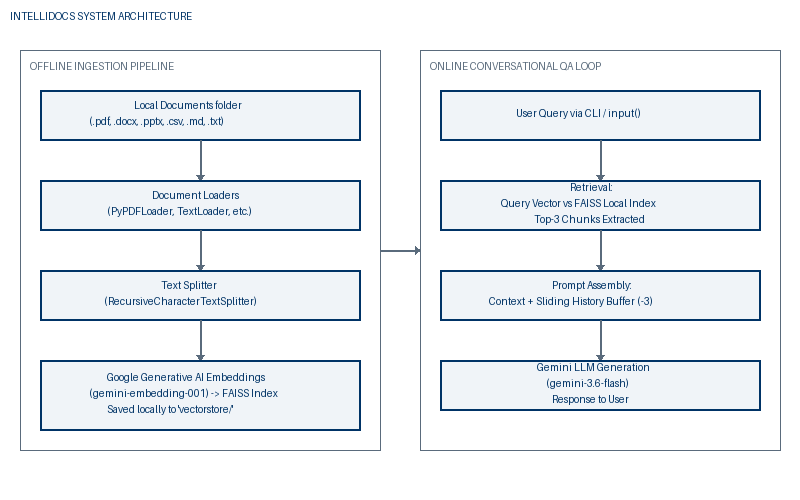 INTELLIDOCS SYSTEM ARCHITECTURE
OFFLINE INGESTION PIPELINE
Local Documents folder
(.pdf, .docx, .pptx, .csv, .md, .txt)
Document Loaders
(PyPDFLoader, TextLoader, etc.)
Text Splitter
(RecursiveCharacterTextSplitter)
Google Generative AI Embeddings
(gemini-embedding-001) -> FAISS Index
Saved locally to 'vectorstore/'
ONLINE CONVERSATIONAL QA LOOP
User Query via CLI / input()
Retrieval:
Query Vector vs FAISS Local Index
Top-3 Chunks Extracted
Prompt Assembly:
Context + Sliding History Buffer (-3)
Gemini LLM Generation
(gemini-3.6-flash)
Response to User